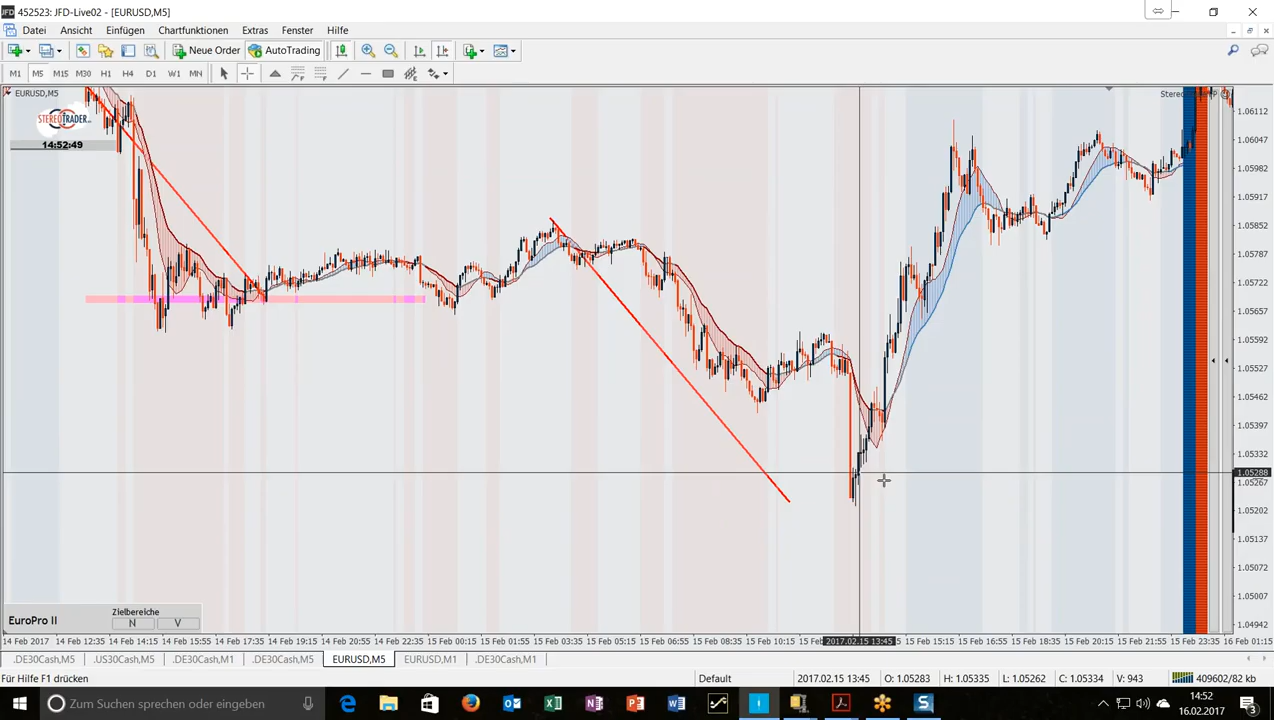 452523: JFD-Live02 - [EURUSD,M5]
Datei Ansicht Einfügen Chartfunktionen Extras Fenster Hilfe
New Order AutoTrading
M1 M5 M15 M30 H1 H4 D1 W1 MN
EURUSD,M5
STEREOTRADER
14:52:49
1.06112
1.05982
1.05917
1.05852
1.05787
1.05722
1.05657
1.05592
1.05527
1.05462
1.05397
1.05332
1.05288
1.05267
1.05202
1.05137
1.05072
1.05007
1.04942
EuroPro II
Zielbereiche
N V
14 Feb 2017 14 Feb 12:35 14 Feb 14:15 14 Feb 15:55 14 Feb 17:35 14 Feb 19:15 14 Feb 20:55 14 Feb 22:35 15 Feb 00:15 15 Feb 01:55 15 Feb 03:35 15 Feb 05:15 15 Feb 06:55 15 Feb 08:35 15 Feb 10:15 2017.02.15 13:45 15 Feb 15:15 15 Feb 16:55 15 Feb 18:35 15 Feb 20:15 15 Feb 21:55 15 Feb 23:35 16 Feb 01:15
.DE30Cash,M5 .US30Cash,M5 .DE30Cash,M1 .DE30Cash,M5 EURUSD,M5 EURUSD,M1 .DE30Cash,M1
Für Hilfe F1 drücken Default 2017.02.15 13:45 O: 1.05283 H: 1.05335 L: 1.05262 C: 1.05334 V: 943 409602/82 kb
Zum Suchen sprechen oder eingeben
14:52
16.02.2017